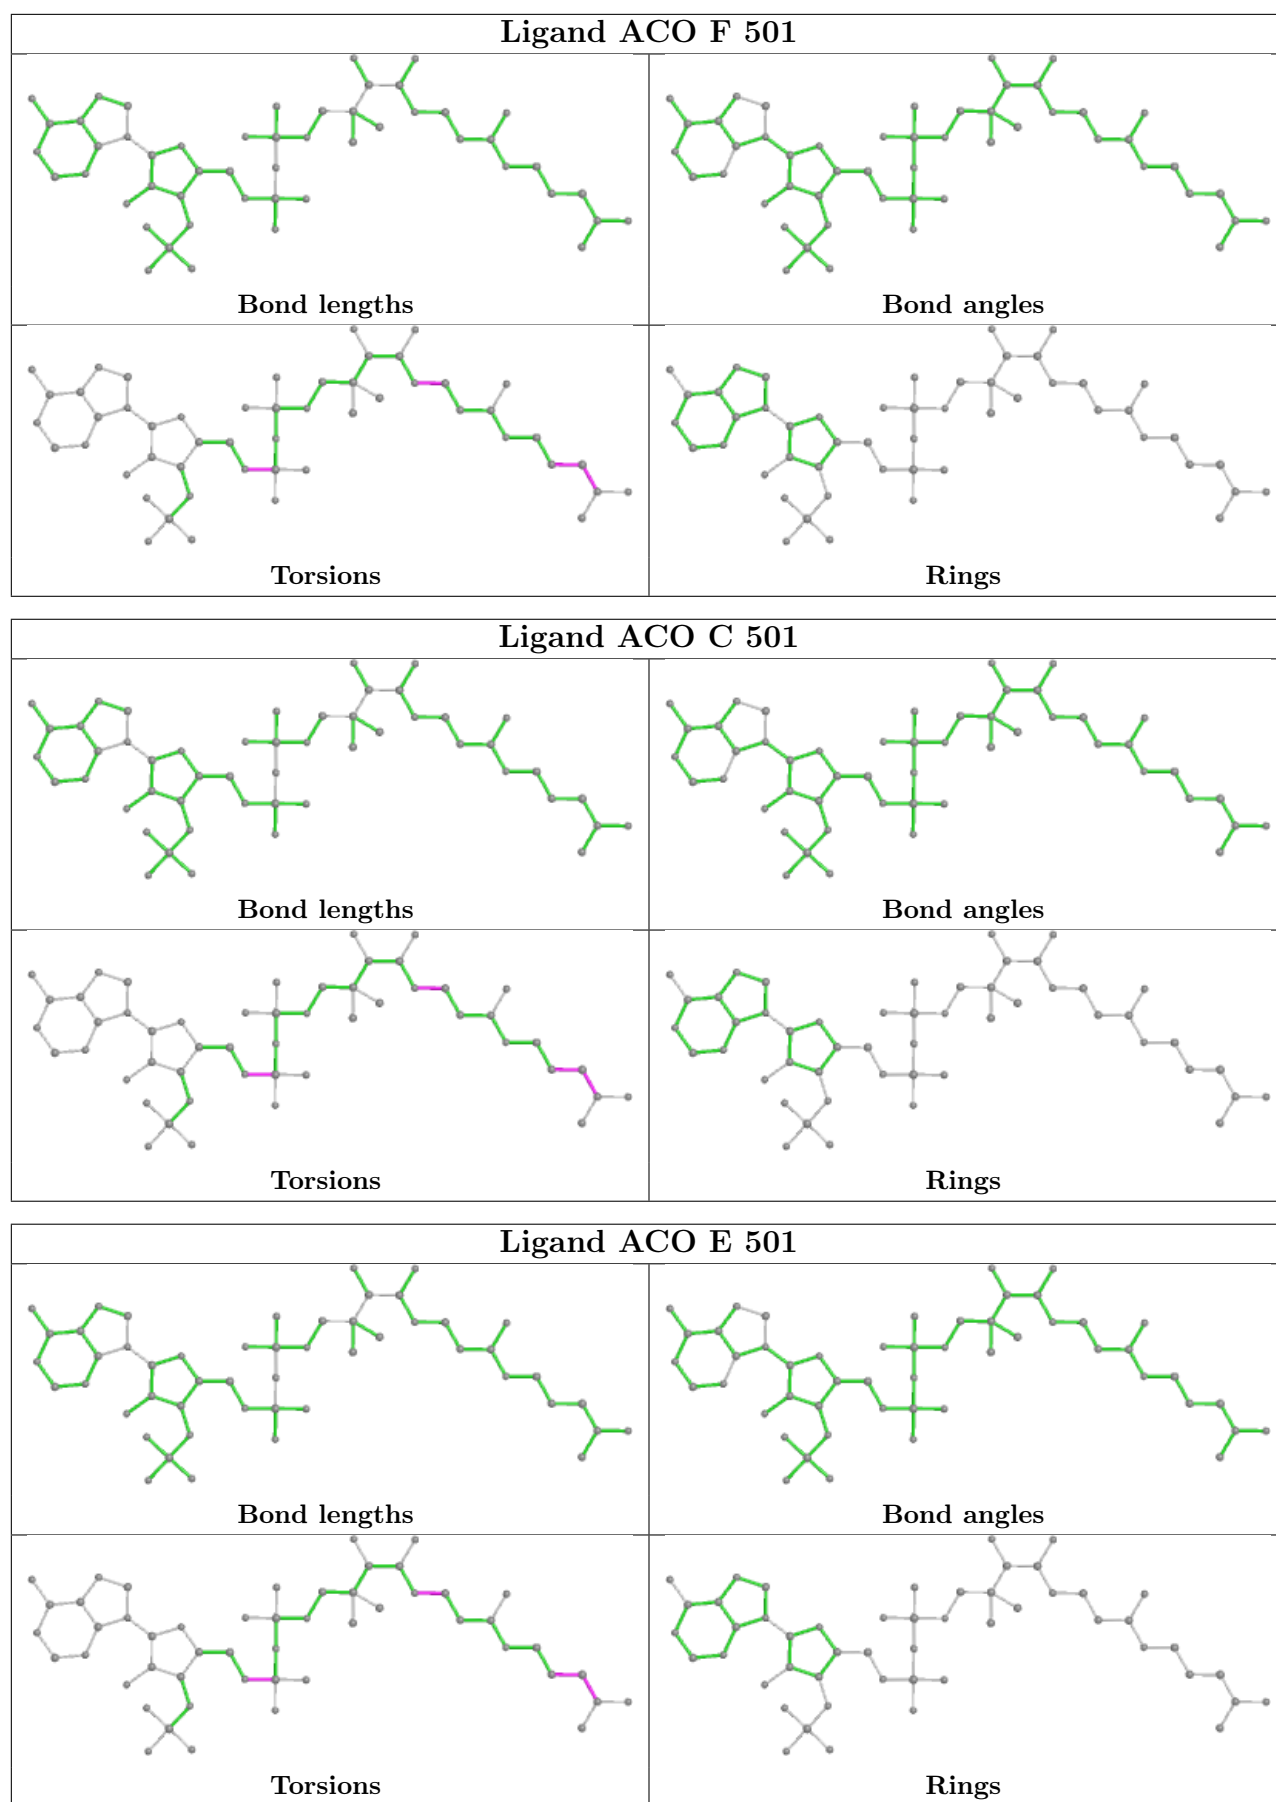 Ligand ACO F 501
Bond lengths
Bond angles
Torsions
Rings
Ligand ACO C 501
Bond lengths
Bond angles
Torsions
Rings
Ligand ACO E 501
Bond lengths
Bond angles
Torsions
Rings